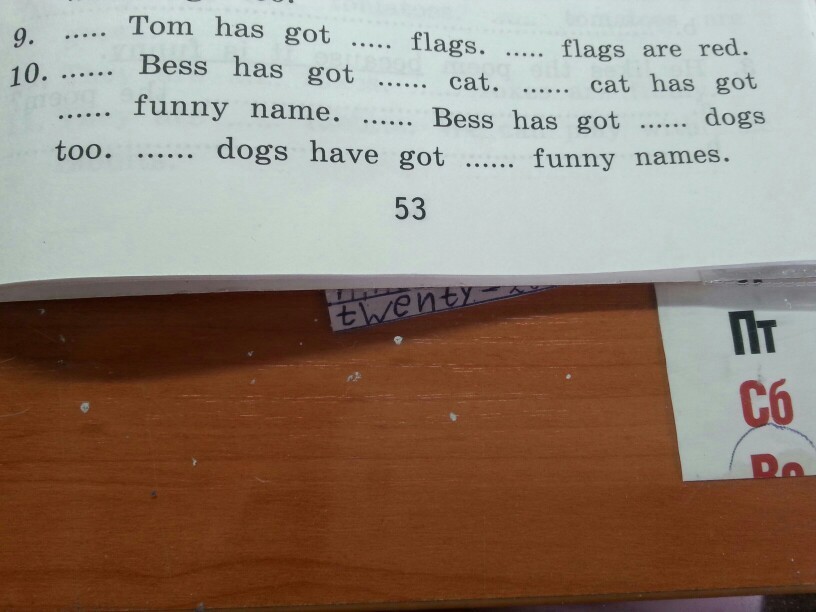 9. ..... Tom has got ..... flags. ..... flags are red.
10. ...... Bess has got ....... cat. ...... cat has got
...... funny name. ...... Bess has got ...... dogs
too. ...... dogs have got ...... funny names.
53
twenty-
Пт
Сб
Вс